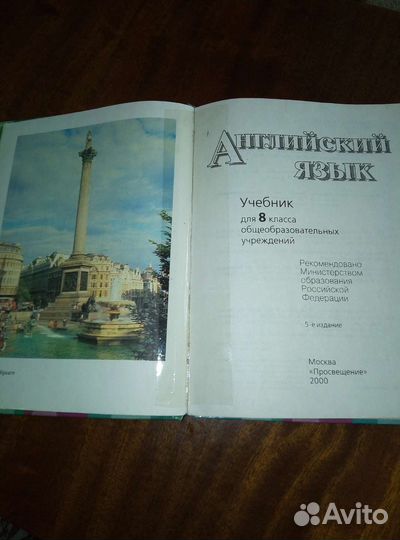 Английский
язык
Учебник
для 8 класса
общеобразовательных
учреждений
Рекомендовано
Министерством
образования
Российской
Федерации
5-е издание
Москва
«Просвещение»
2000
Avito